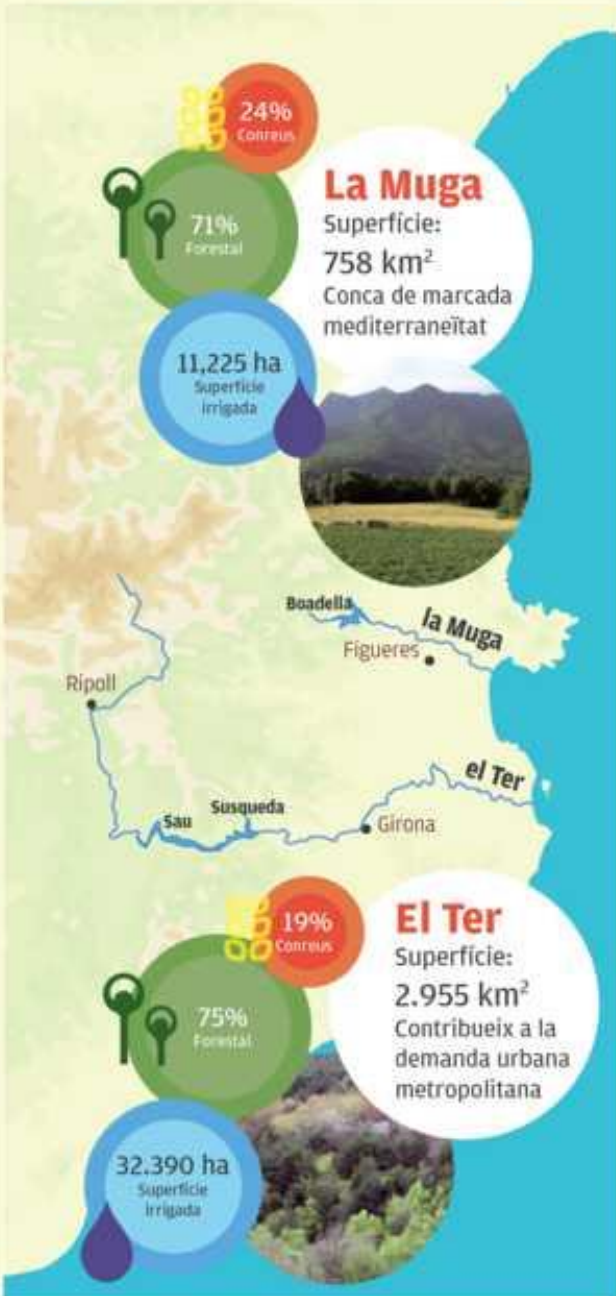 24%
Conreus
71%
Forestal
La Muga
Superfície:
758 km²
Conca de marcada
mediterraneïtat
11,225 ha
Superfície
irrigada
Boadella
la Muga
Figueres
Ripoll
el Ter
Susqueda
Sau
Girona
19%
Conreus
El Ter
Superfície:
2.955 km²
Contribueix a la
demanda urbana
metropolitana
75%
Forestal
32.390 ha
Superfície
irrigada